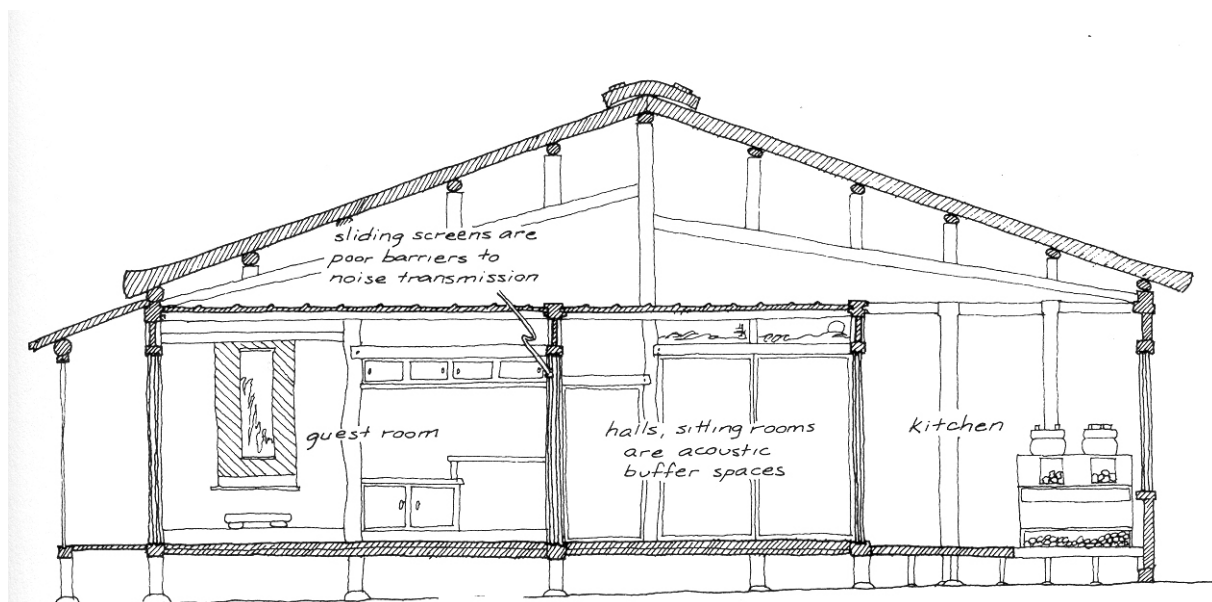 sliding screens are
poor barriers to
noise transmission
guest room
halls, sitting rooms
are acoustic
buffer spaces
kitchen